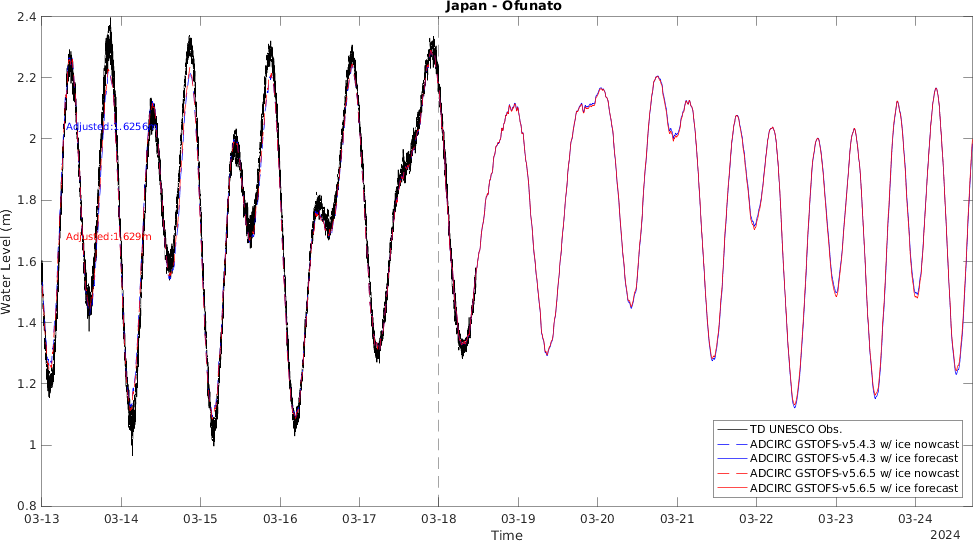 Japan - Ofunato
Water Level (m)
2.4
2.2
2
1.8
1.6
1.4
1.2
1
0.8
Adjusted:1.6256m
Adjusted:1.629m
TD UNESCO Obs.
ADCIRC GSTOFS-v5.4.3 w/ ice nowcast
ADCIRC GSTOFS-v5.4.3 w/ ice forecast
ADCIRC GSTOFS-v5.6.5 w/ ice nowcast
ADCIRC GSTOFS-v5.6.5 w/ ice forecast
03-13 03-14 03-15 03-16 03-17 03-18 03-19 03-20 03-21 03-22 03-23 03-24
Time
2024